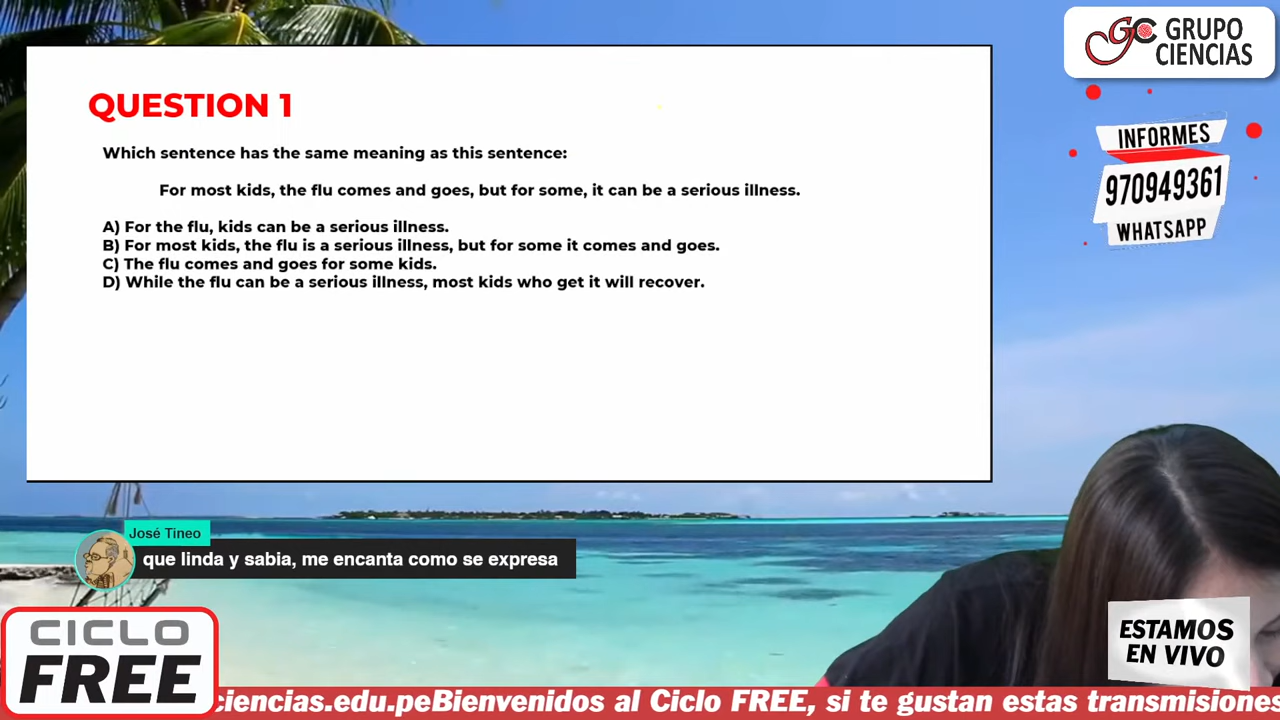 GC GRUPO
CIENCIAS
QUESTION 1
Which sentence has the same meaning as this sentence:
For most kids, the flu comes and goes, but for some, it can be a serious illness.
A) For the flu, kids can be a serious illness.
B) For most kids, the flu is a serious illness, but for some it comes and goes.
C) The flu comes and goes for some kids.
D) While the flu can be a serious illness, most kids who get it will recover.
INFORMES
970949361
WHATSAPP
José Tineo
que linda y sabia, me encanta como se expresa
CICLO
FREE
ESTAMOS
EN VIVO
ciencias.edu.peBienvenidos al Ciclo FREE, si te gustan estas transmisiones